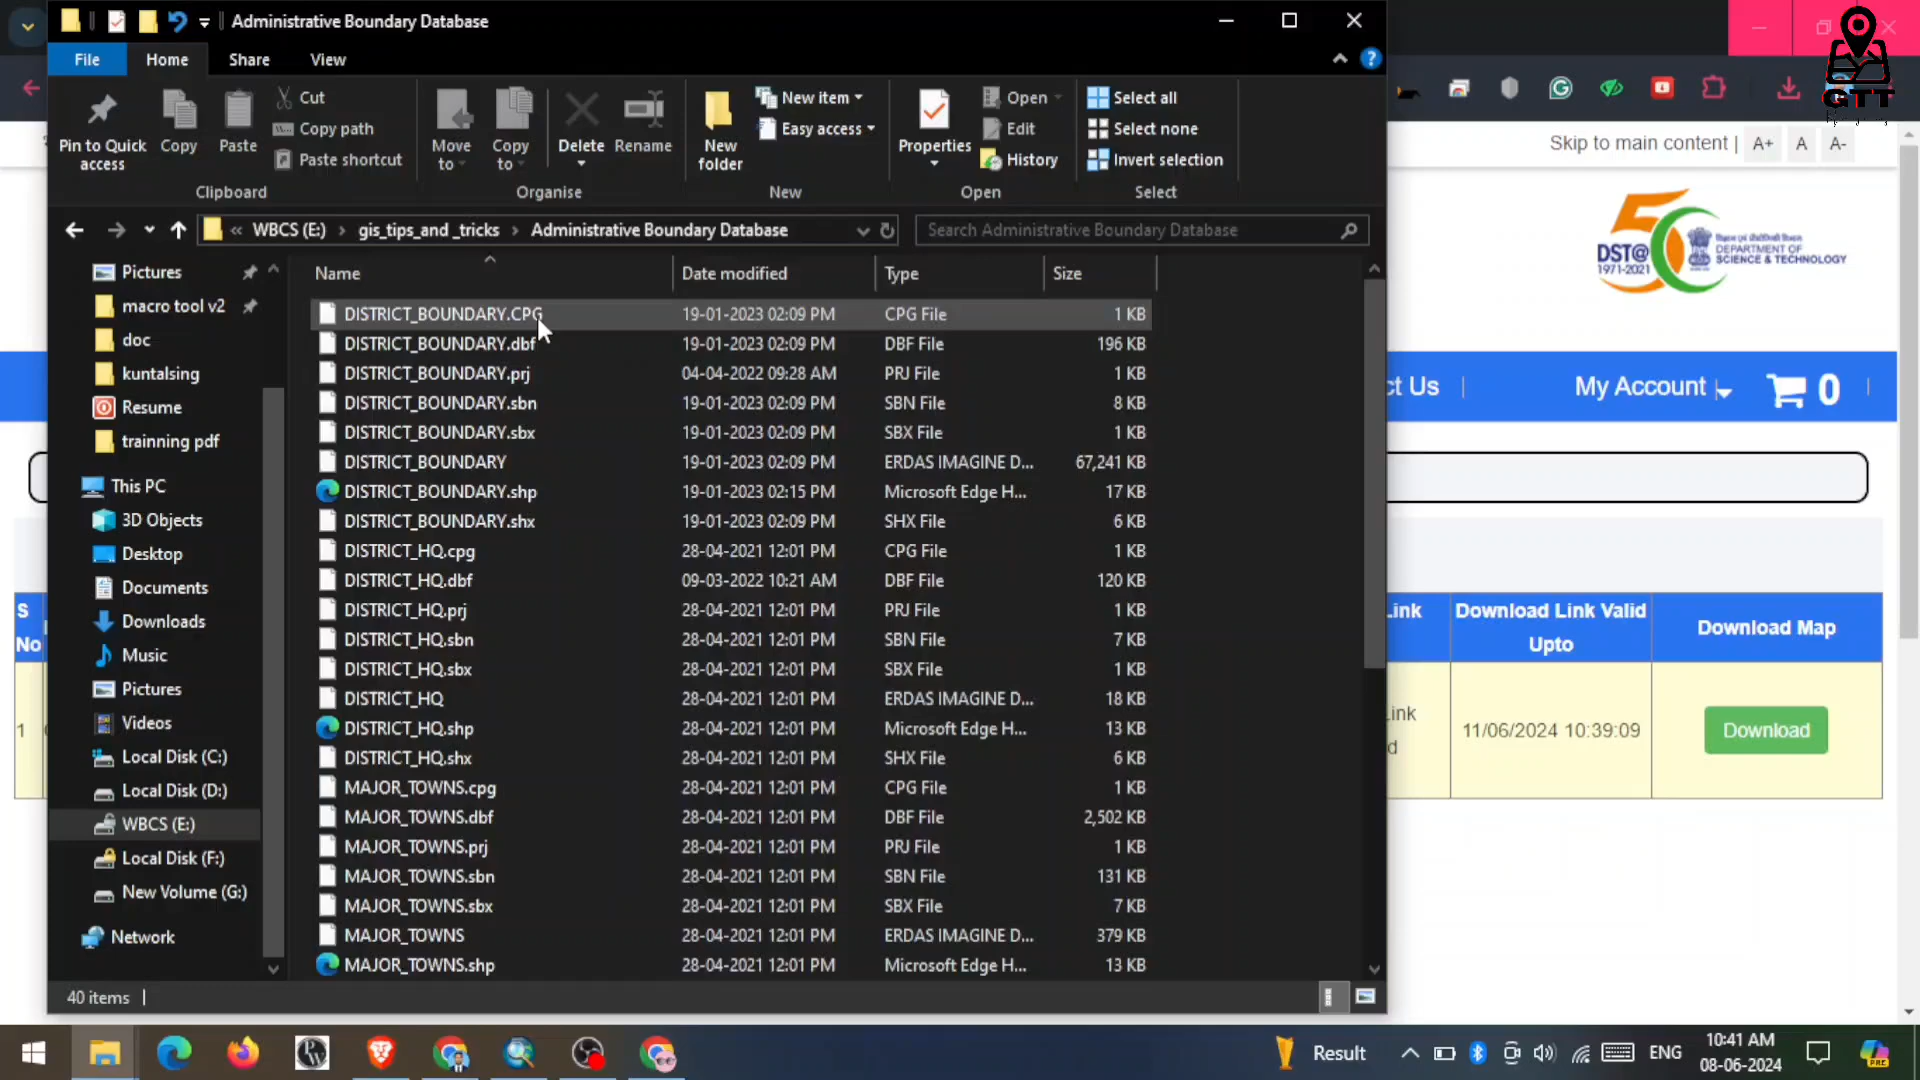 Administrative Boundary Database
File
Home
Share
View
Pin to Quick access
Copy
Paste
Cut
Copy path
Paste shortcut
Clipboard
Move to
Copy to
Delete
Rename
Organise
New folder
New item
Easy access
New
Properties
Open
Edit
History
Open
Select all
Select none
Invert selection
Select
« WBCS (E:) › gis_tips_and _tricks › Administrative Boundary Database
Search Administrative Boundary Database
Pictures
macro tool v2
doc
kuntalsing
Resume
trainning pdf
This PC
3D Objects
Desktop
Documents
Downloads
Music
Pictures
Videos
Local Disk (C:)
Local Disk (D:)
WBCS (E:)
Local Disk (F:)
New Volume (G:)
Network
Name Date modified Type Size
DISTRICT_BOUNDARY.CPG 19-01-2023 02:09 PM CPG File 1 KB
DISTRICT_BOUNDARY.dbf 19-01-2023 02:09 PM DBF File 196 KB
DISTRICT_BOUNDARY.prj 04-04-2022 09:28 AM PRJ File 1 KB
DISTRICT_BOUNDARY.sbn 19-01-2023 02:09 PM SBN File 8 KB
DISTRICT_BOUNDARY.sbx 19-01-2023 02:09 PM SBX File 1 KB
DISTRICT_BOUNDARY 19-01-2023 02:09 PM ERDAS IMAGINE D... 67,241 KB
DISTRICT_BOUNDARY.shp 19-01-2023 02:15 PM Microsoft Edge H... 17 KB
DISTRICT_BOUNDARY.shx 19-01-2023 02:09 PM SHX File 6 KB
DISTRICT_HQ.cpg 28-04-2021 12:01 PM CPG File 1 KB
DISTRICT_HQ.dbf 09-03-2022 10:21 AM DBF File 120 KB
DISTRICT_HQ.prj 28-04-2021 12:01 PM PRJ File 1 KB
DISTRICT_HQ.sbn 28-04-2021 12:01 PM SBN File 7 KB
DISTRICT_HQ.sbx 28-04-2021 12:01 PM SBX File 1 KB
DISTRICT_HQ 28-04-2021 12:01 PM ERDAS IMAGINE D... 18 KB
DISTRICT_HQ.shp 28-04-2021 12:01 PM Microsoft Edge H... 13 KB
DISTRICT_HQ.shx 28-04-2021 12:01 PM SHX File 6 KB
MAJOR_TOWNS.cpg 28-04-2021 12:01 PM CPG File 1 KB
MAJOR_TOWNS.dbf 28-04-2021 12:01 PM DBF File 2,502 KB
MAJOR_TOWNS.prj 28-04-2021 12:01 PM PRJ File 1 KB
MAJOR_TOWNS.sbn 28-04-2021 12:01 PM SBN File 131 KB
MAJOR_TOWNS.sbx 28-04-2021 12:01 PM SBX File 7 KB
MAJOR_TOWNS 28-04-2021 12:01 PM ERDAS IMAGINE D... 379 KB
MAJOR_TOWNS.shp 28-04-2021 12:01 PM Microsoft Edge H... 13 KB
40 items
GTT
Skip to main content | A+ A A-
DST@50
1971-2021
DEPARTMENT OF
SCIENCE & TECHNOLOGY
ct Us | My Account 0
S No
Link
Download Link Valid Upto
Download Map
1
Link
d
11/06/2024 10:39:09
Download
Result
ENG
10:41 AM
08-06-2024
PRE